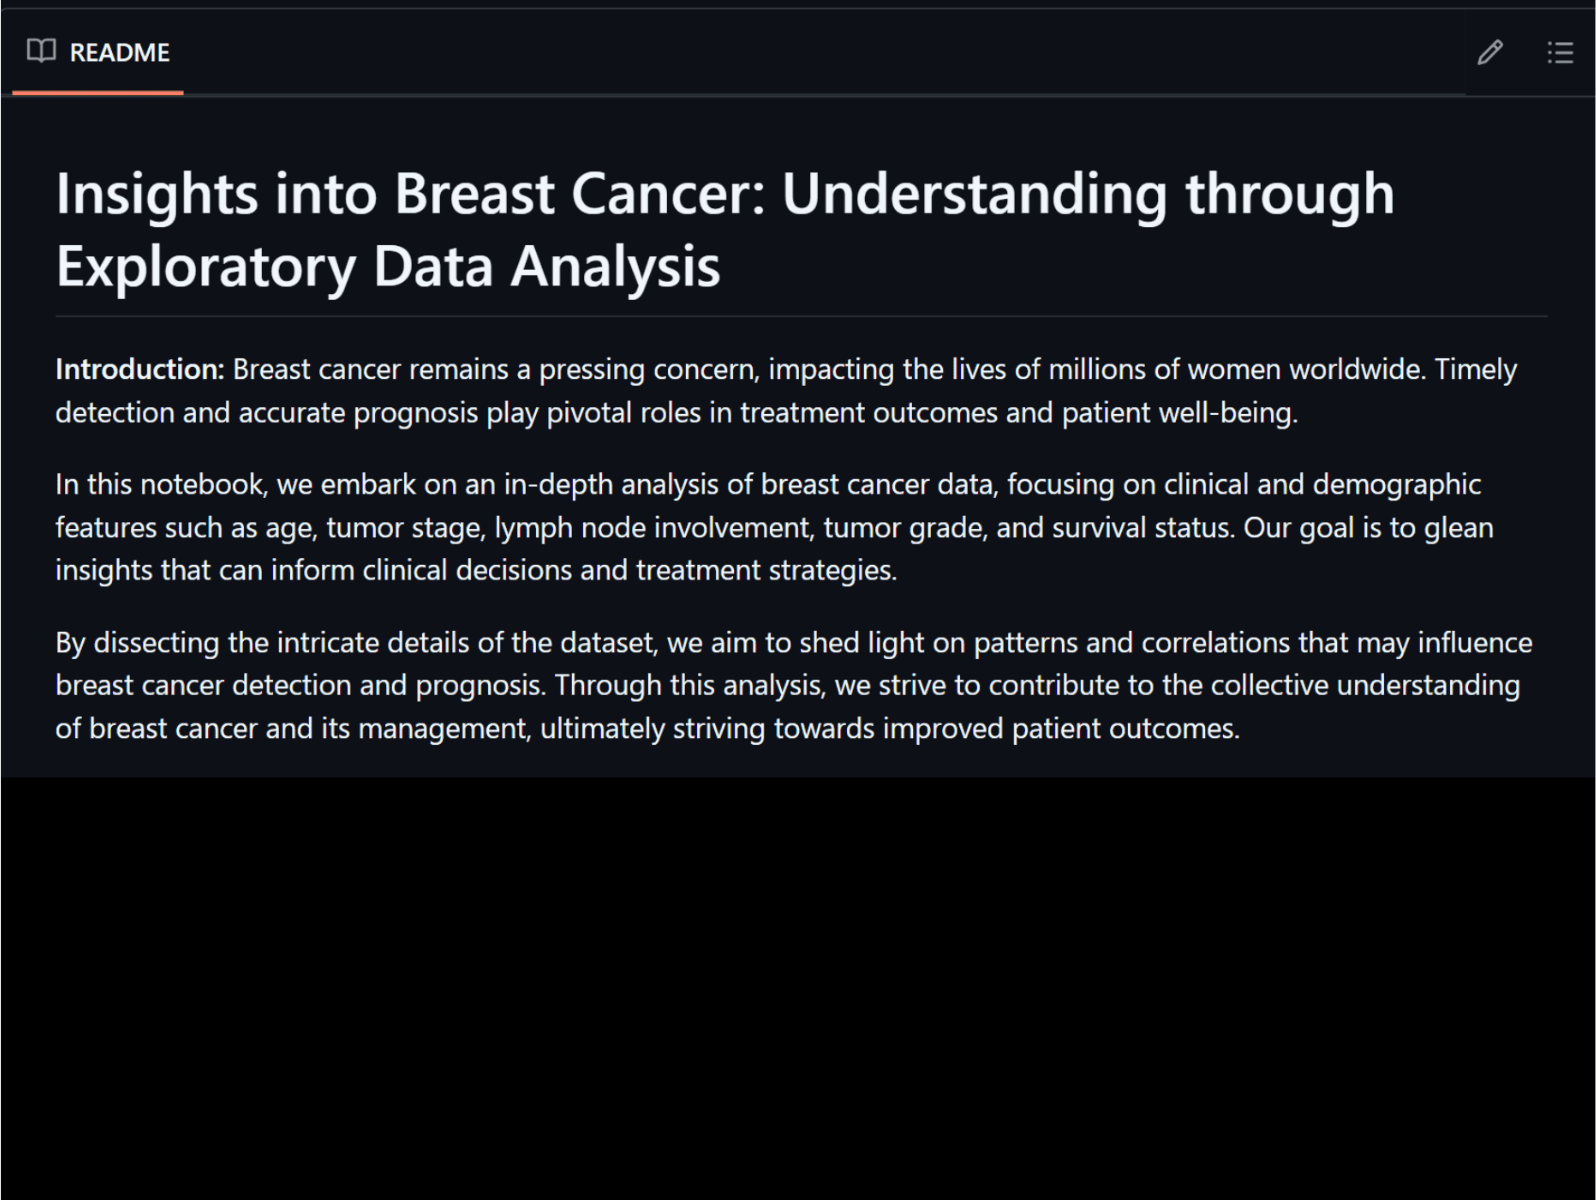 README
Insights into Breast Cancer: Understanding through
Exploratory Data Analysis
Introduction: Breast cancer remains a pressing concern, impacting the lives of millions of women worldwide. Timely
detection and accurate prognosis play pivotal roles in treatment outcomes and patient well-being.
In this notebook, we embark on an in-depth analysis of breast cancer data, focusing on clinical and demographic
features such as age, tumor stage, lymph node involvement, tumor grade, and survival status. Our goal is to glean
insights that can inform clinical decisions and treatment strategies.
By dissecting the intricate details of the dataset, we aim to shed light on patterns and correlations that may influence
breast cancer detection and prognosis. Through this analysis, we strive to contribute to the collective understanding
of breast cancer and its management, ultimately striving towards improved patient outcomes.